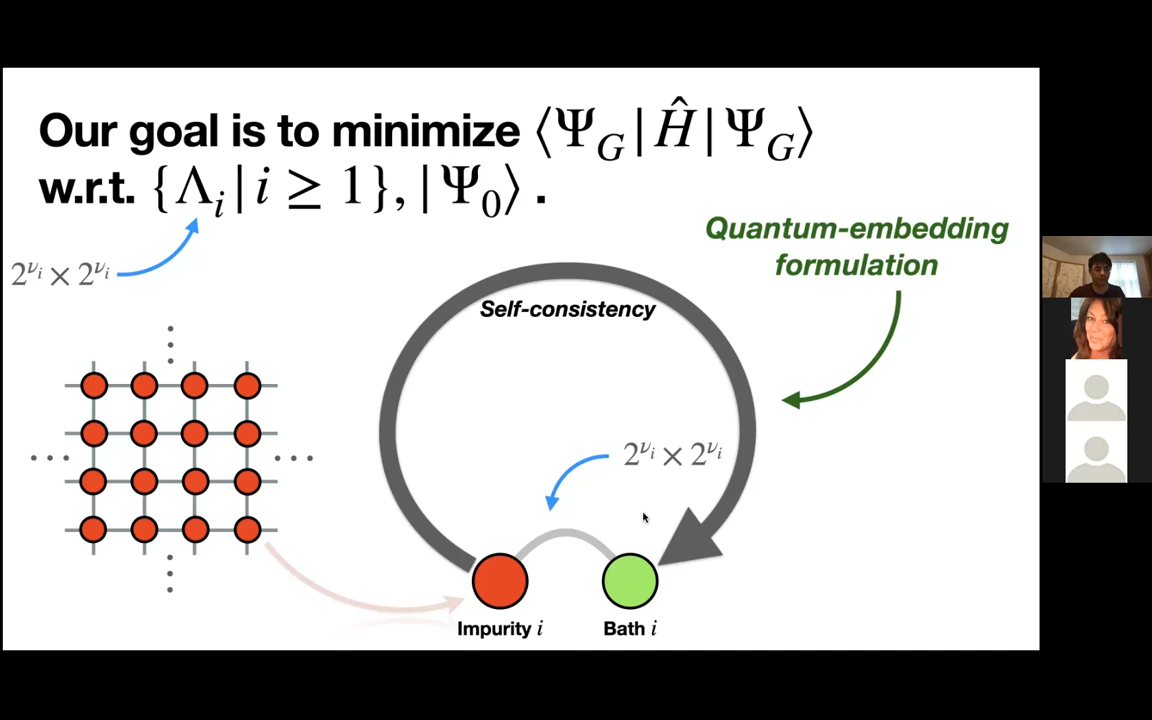 Our goal is to minimize ⟨Ψ_G|Ĥ|Ψ_G⟩
w.r.t. {Λ_i | i ≥ 1}, |Ψ_0⟩ .
Quantum-embedding
formulation
2^{ν_i} × 2^{ν_i}
Self-consistency
2^{ν_i} × 2^{ν_i}
Impurity i
Bath i